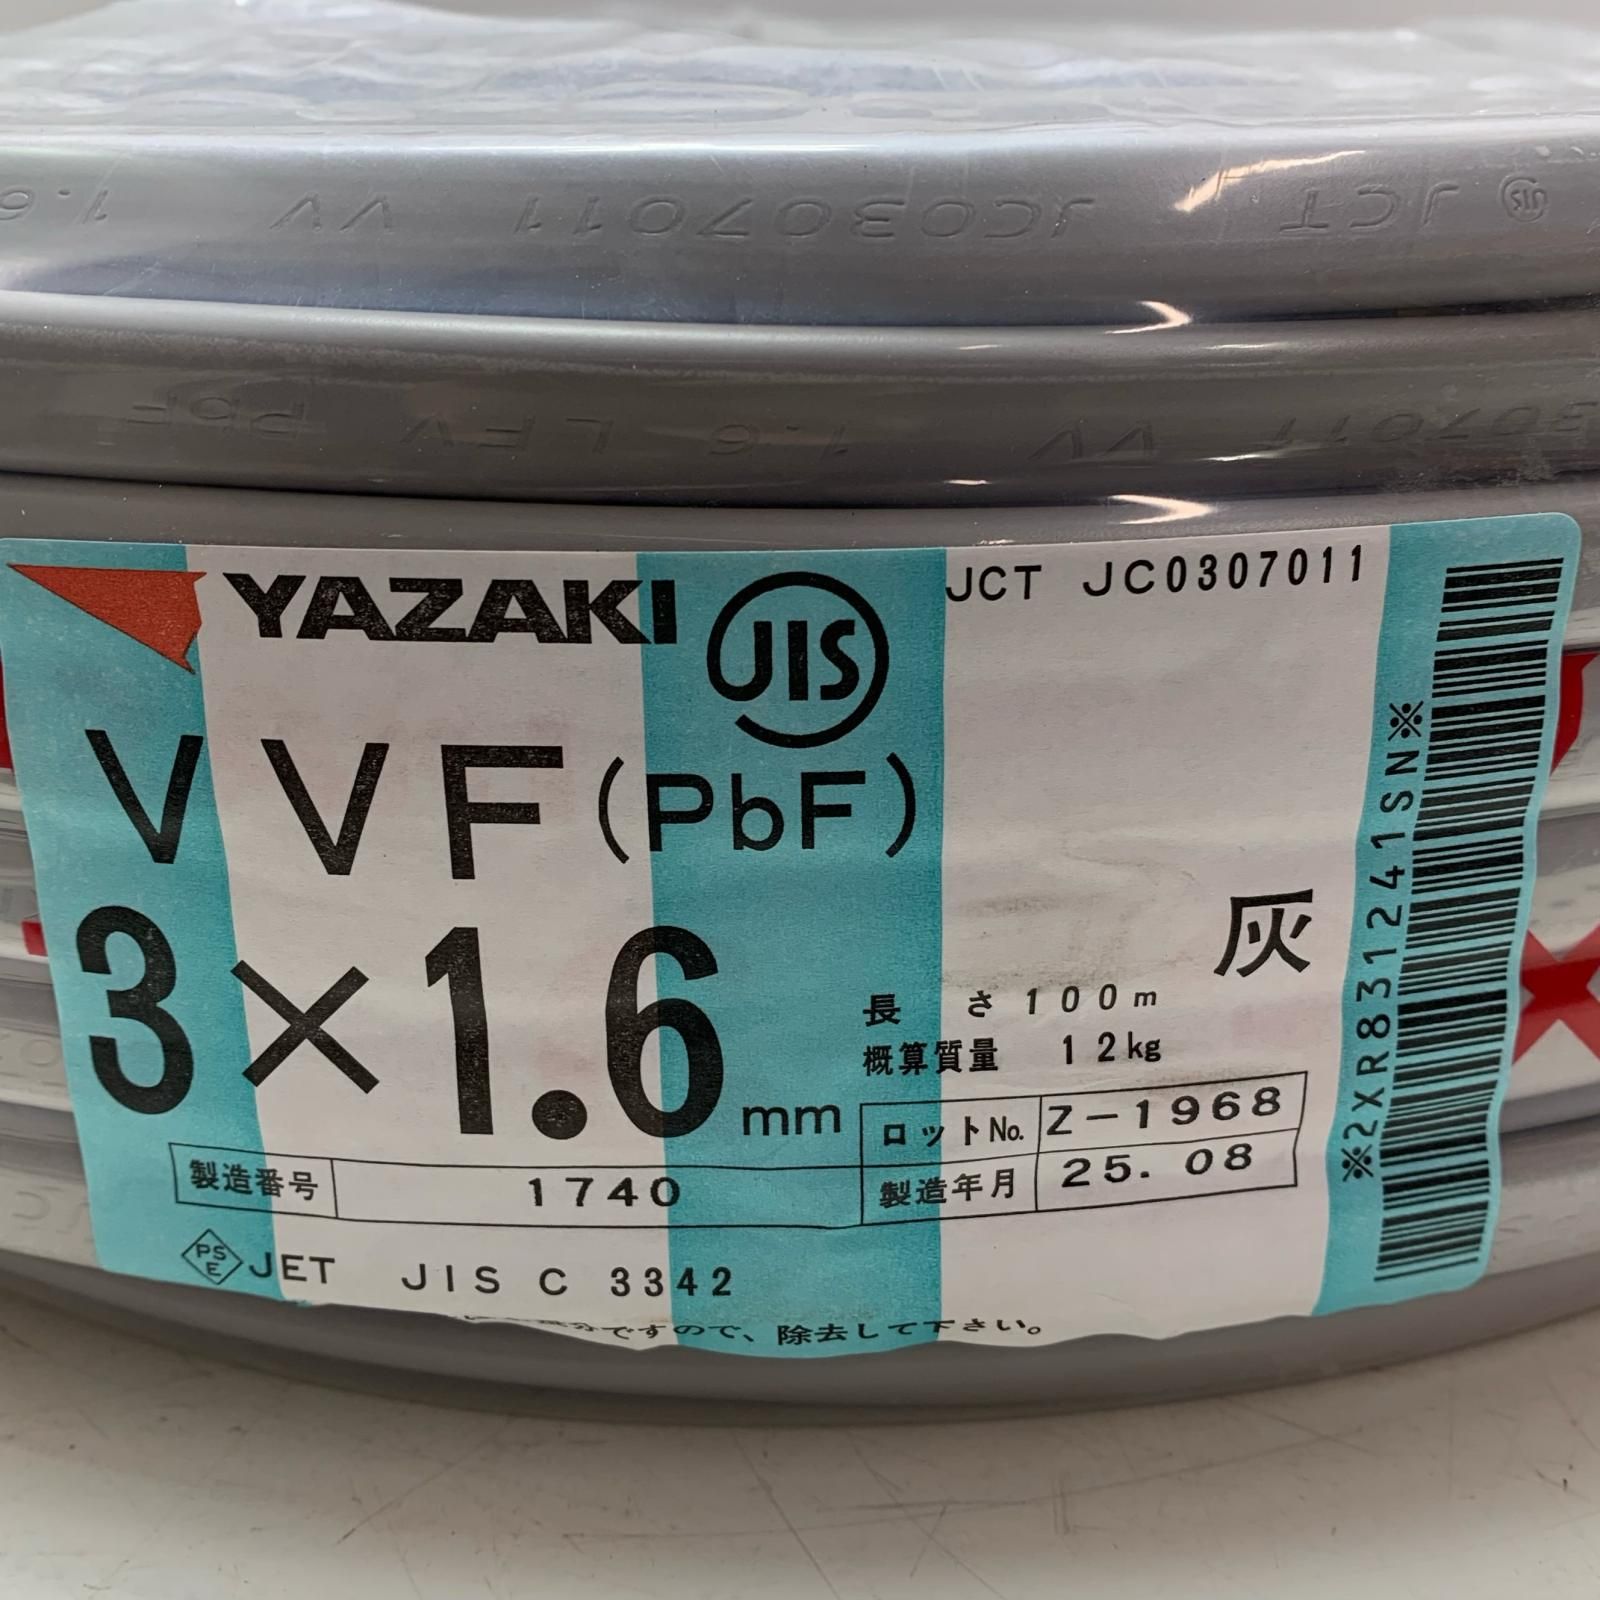 JIS JCT JC0307011 VV 1.6
307011 VV 1.6 LFV PbF
YAZAKI JIS JCT JC0307011
VVF(PbF)
3×1.6mm
灰
長さ 100m
概算質量 12kg
ロットNo. Z-1968
製造年月 25.08
製造番号 1740
PSE JET JIS C 3342
ですので、除去して下さい。
※2XR831241SN※